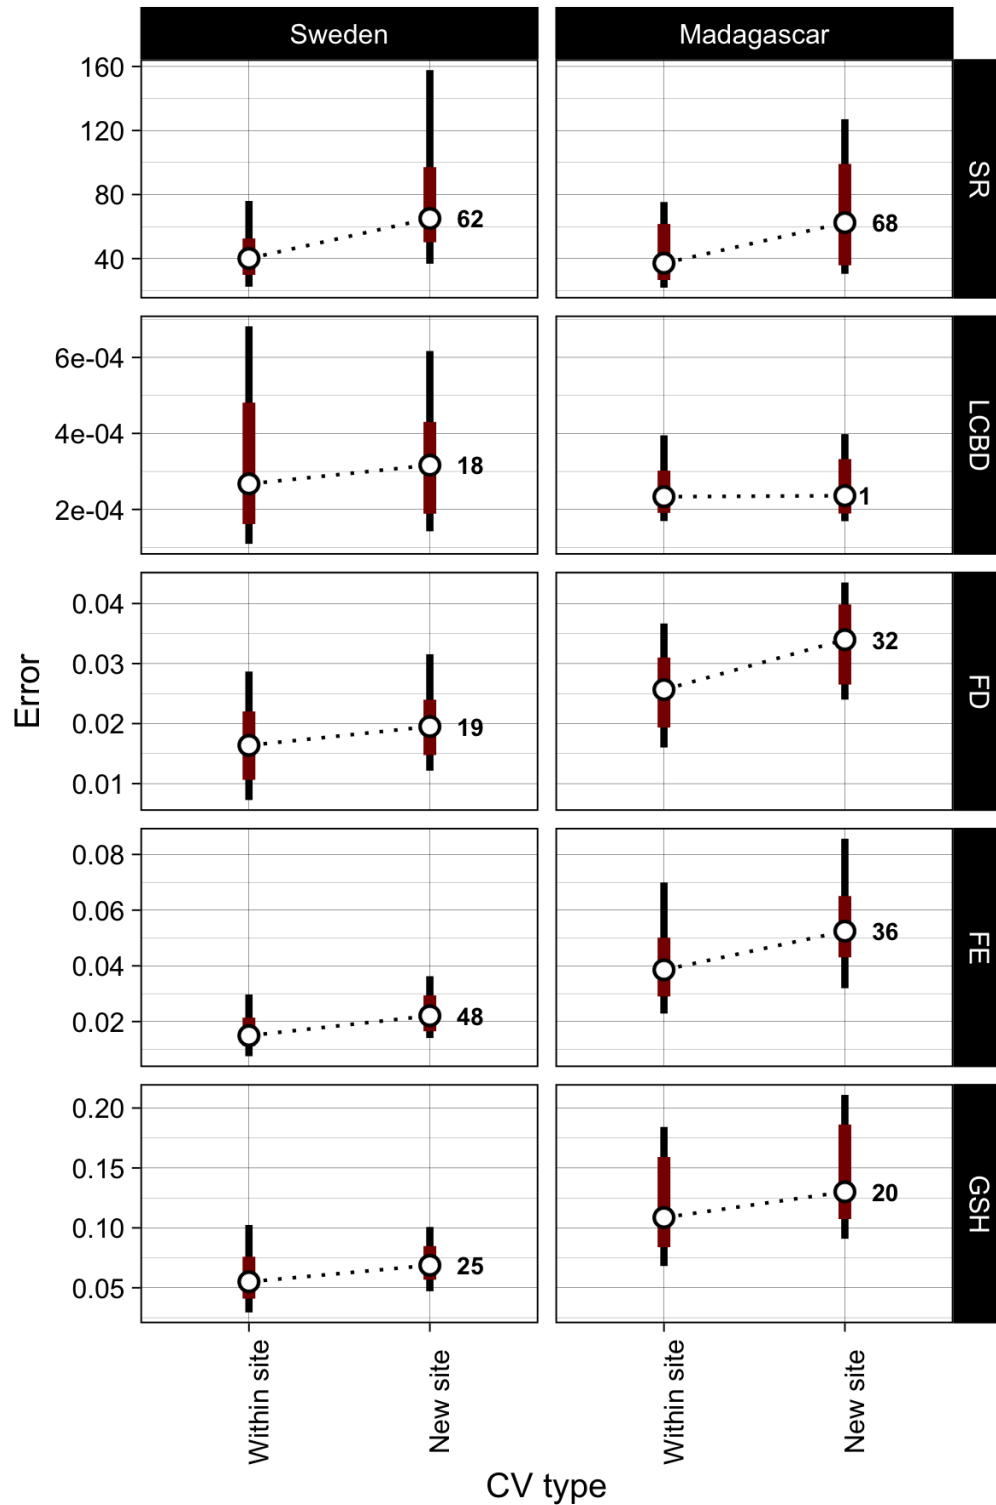 Sweden
Madagascar
160
120
80
40
62
68
SR
6e-04
4e-04
2e-04
18
1
LCBD
0.04
0.03
0.02
0.01
19
32
FD
0.08
0.06
0.04
0.02
48
36
FE
0.20
0.15
0.10
0.05
25
20
GSH
Error
Within site
New site
Within site
New site
CV type